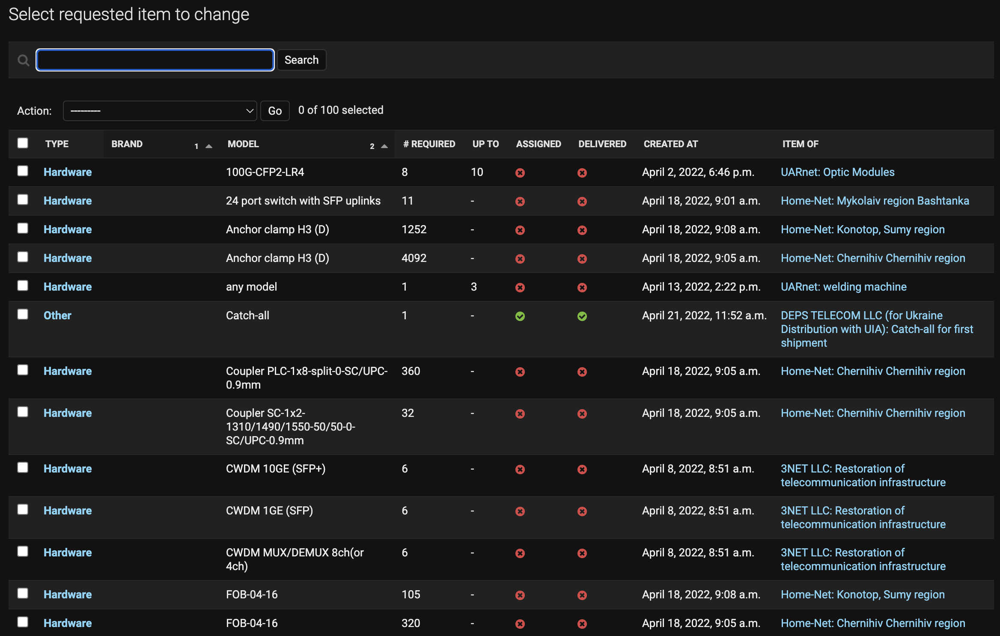 Select requested item to change
Search
Action: --------- Go 0 of 100 selected
TYPE BRAND 1 MODEL 2 # REQUIRED UP TO ASSIGNED DELIVERED CREATED AT ITEM OF
Hardware 100G-CFP2-LR4 8 10 April 2, 2022, 6:46 p.m. UARnet: Optic Modules
Hardware 24 port switch with SFP uplinks 11 - April 18, 2022, 9:01 a.m. Home-Net: Mykolaiv region Bashtanka
Hardware Anchor clamp H3 (D) 1252 - April 18, 2022, 9:08 a.m. Home-Net: Konotop, Sumy region
Hardware Anchor clamp H3 (D) 4092 - April 18, 2022, 9:05 a.m. Home-Net: Chernihiv Chernihiv region
Hardware any model 1 3 April 13, 2022, 2:22 p.m. UARnet: welding machine
Other Catch-all 1 - April 21, 2022, 11:52 a.m. DEPS TELECOM LLC (for Ukraine
Distribution with UIA): Catch-all for first
shipment
Hardware Coupler PLC-1x8-split-0-SC/UPC- 360 - April 18, 2022, 9:05 a.m. Home-Net: Chernihiv Chernihiv region
0.9mm
Hardware Coupler SC-1x2- 32 - April 18, 2022, 9:05 a.m. Home-Net: Chernihiv Chernihiv region
1310/1490/1550-50/50-0-
SC/UPC-0.9mm
Hardware CWDM 10GE (SFP+) 6 - April 8, 2022, 8:51 a.m. 3NET LLC: Restoration of
telecommunication infrastructure
Hardware CWDM 1GE (SFP) 6 - April 8, 2022, 8:51 a.m. 3NET LLC: Restoration of
telecommunication infrastructure
Hardware CWDM MUX/DEMUX 8ch(or 6 - April 8, 2022, 8:51 a.m. 3NET LLC: Restoration of
4ch) telecommunication infrastructure
Hardware FOB-04-16 105 - April 18, 2022, 9:08 a.m. Home-Net: Konotop, Sumy region
Hardware FOB-04-16 320 - April 18, 2022, 9:05 a.m. Home-Net: Chernihiv Chernihiv region